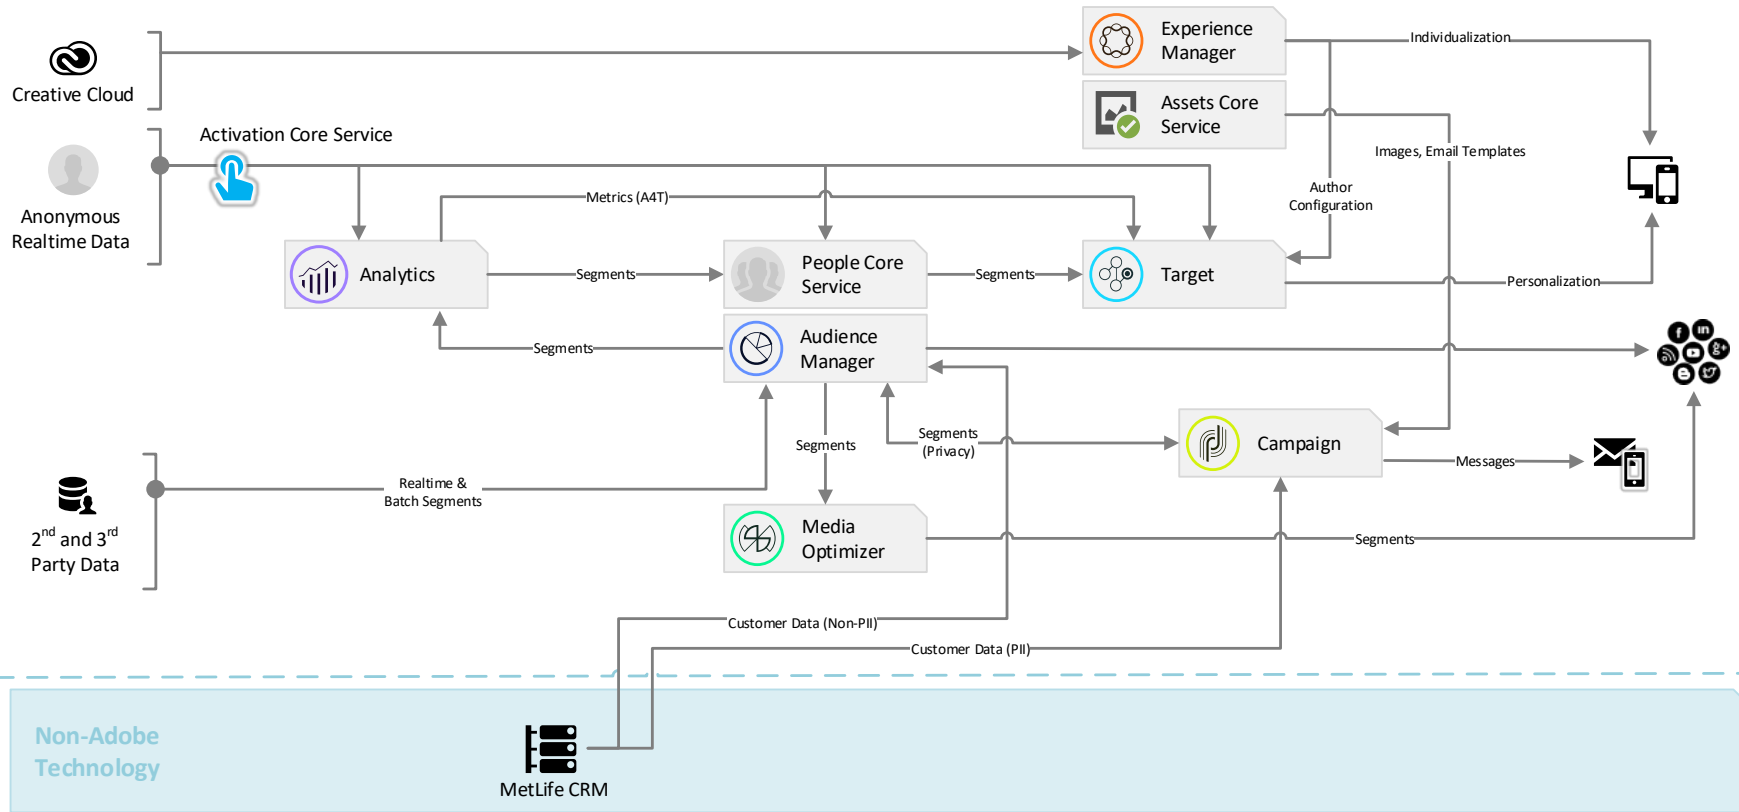 Creative Cloud
Experience
Manager
Individualization
Assets Core
Service
Activation Core Service
Images, Email Templates
Anonymous
Realtime Data
Metrics (A4T)
Author
Configuration
Analytics
Segments
People Core
Service
Segments
Target
Personalization
Segments
Audience
Manager
f
in
g+
B
Segments
Segments
(Privacy)
Campaign
Messages
Realtime &
Batch Segments
2nd and 3rd
Party Data
Media
Optimizer
Segments
Customer Data (Non-PII)
Customer Data (PII)
Non-Adobe
Technology
MetLife CRM